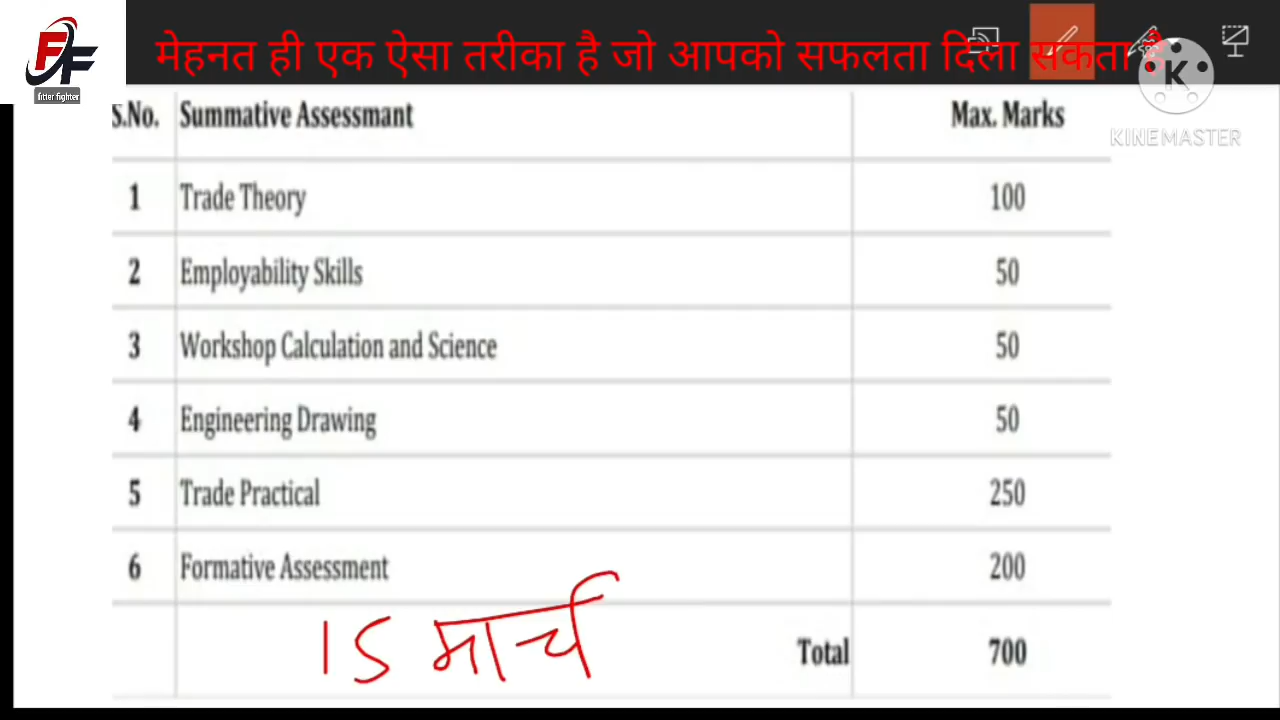 मेहनत ही एक ऐसा तरीका है जो आपको सफलता दिला सकता है
FF
fitter fighter
K
KINEMASTER
S.No. Summative Assessmant Max. Marks
1 Trade Theory 100
2 Employability Skills 50
3 Workshop Calculation and Science 50
4 Engineering Drawing 50
5 Trade Practical 250
6 Formative Assessment 200
15 मार्च
Total 700